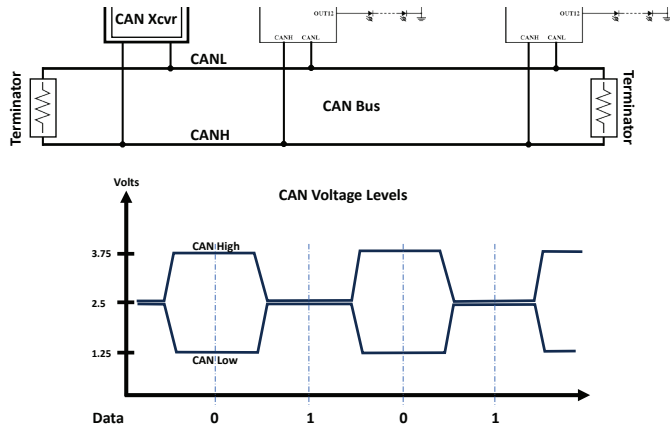 CAN Xcvr
OUT12
OUT12
CANH CANL
CANH CANL
CANL
Terminator
CAN Bus
Terminator
CANH
Volts
CAN Voltage Levels
CAN High
3.75
2.5
1.25
CAN Low
Data 0 1 0 1